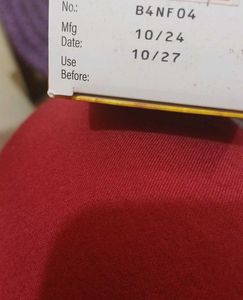 No.: B4NF04
Mfg 10/24
Date:
10/27
Use
Before: